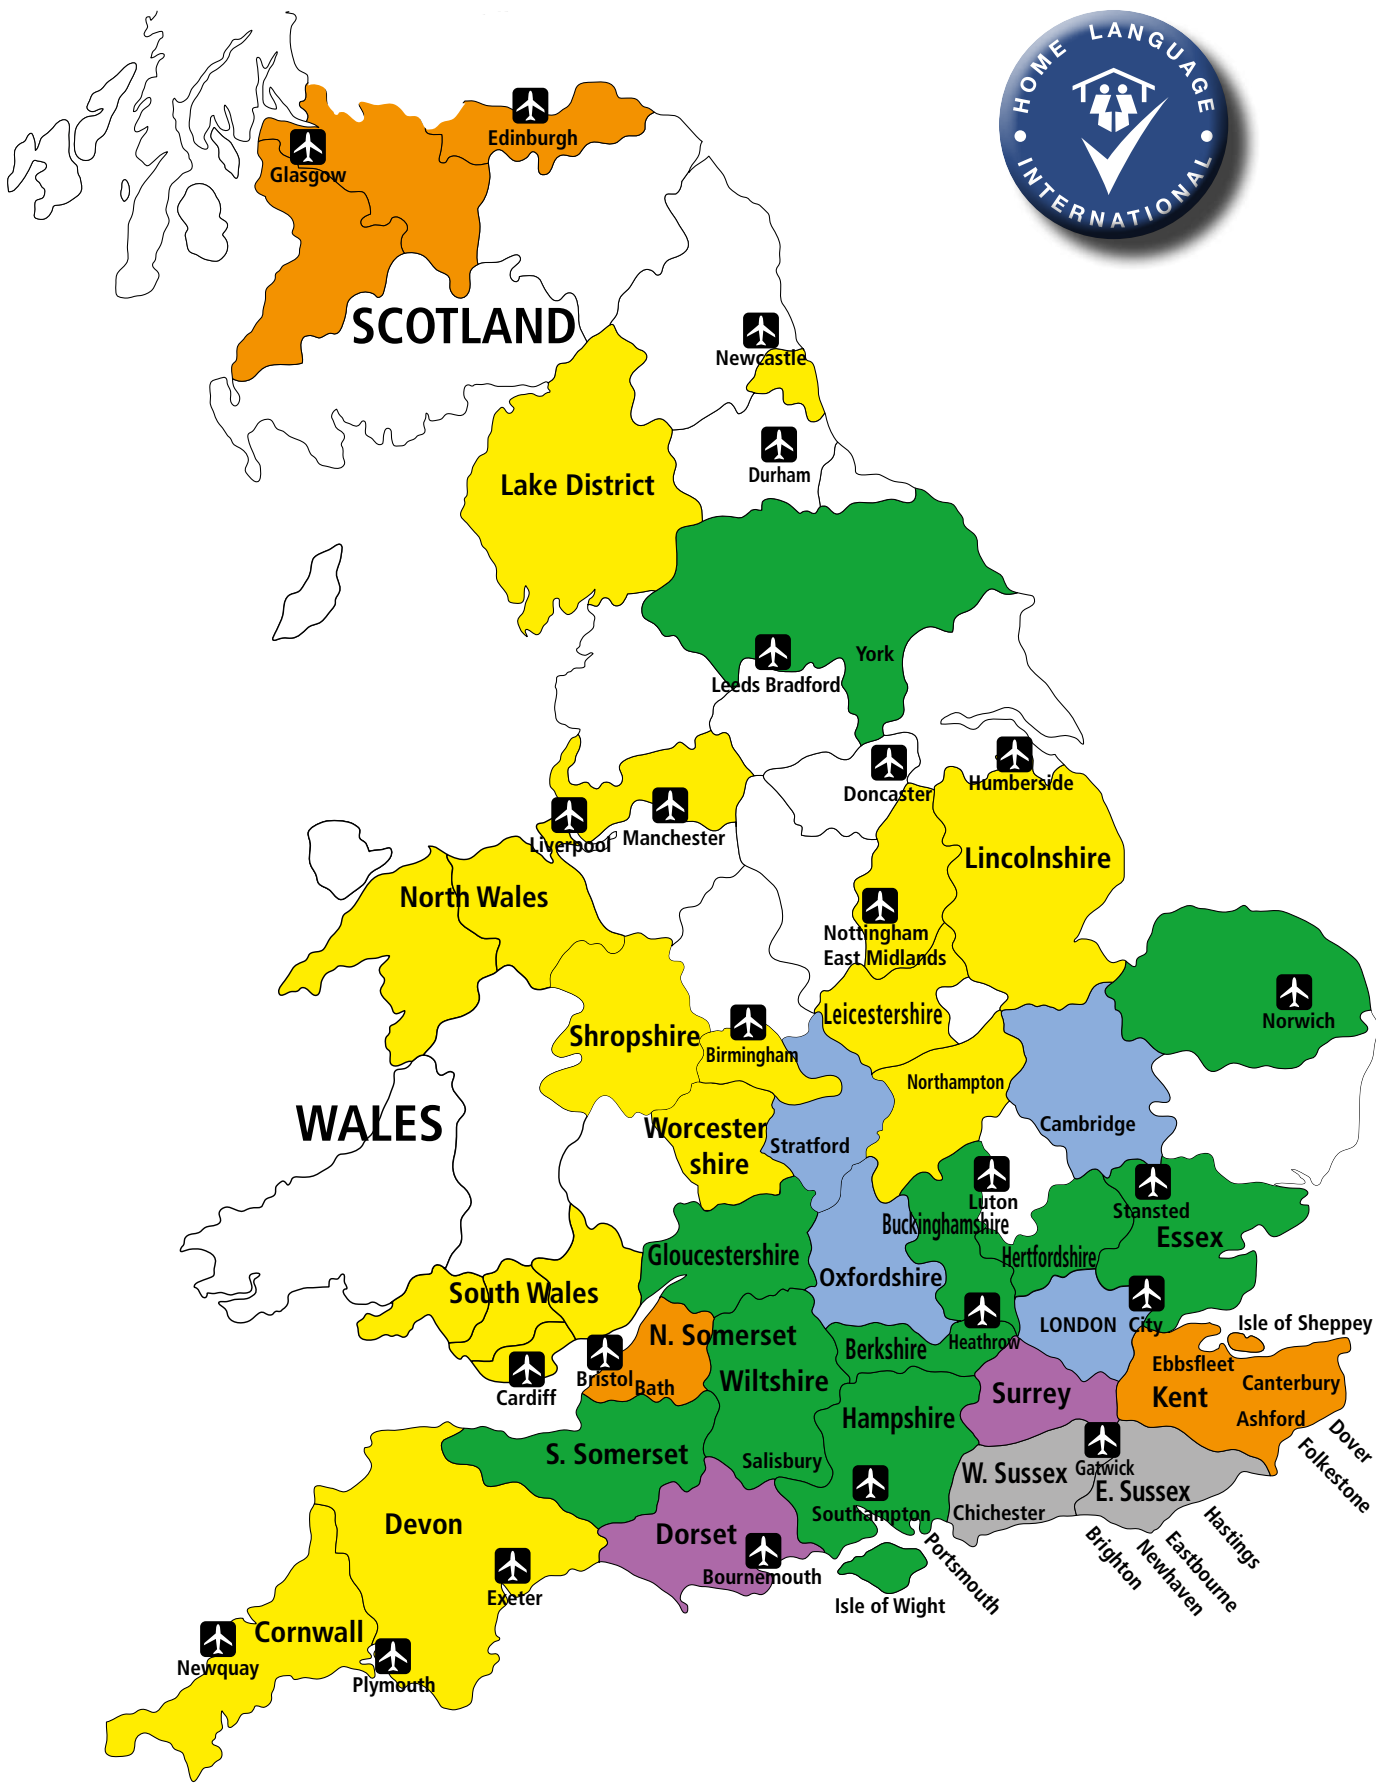 HOME LANGUAGE
INTERNATIONAL
Edinburgh
Glasgow
SCOTLAND
Newcastle
Durham
Lake District
York
Leeds Bradford
Doncaster
Humberside
Liverpool
Manchester
Lincolnshire
North Wales
Nottingham
East Midlands
Leicestershire
Norwich
Shropshire
Birmingham
Northampton
WALES
Worcester
shire
Stratford
Cambridge
Luton
Stansted
Buckinghamshire
Essex
Gloucestershire
Hertfordshire
Oxfordshire
South Wales
LONDON
City
Isle of Sheppey
N. Somerset
Berkshire
Heathrow
Ebbsfleet
Bristol
Bath
Wiltshire
Cardiff
Surrey
Kent
Canterbury
Ashford
Dover
Folkestone
Hampshire
S. Somerset
Salisbury
W. Sussex
Gatwick
E. Sussex
Chichester
Southampton
Portsmouth
Hastings
Eastbourne
Newhaven
Brighton
Devon
Dorset
Bournemouth
Isle of Wight
Exeter
Cornwall
Newquay
Plymouth